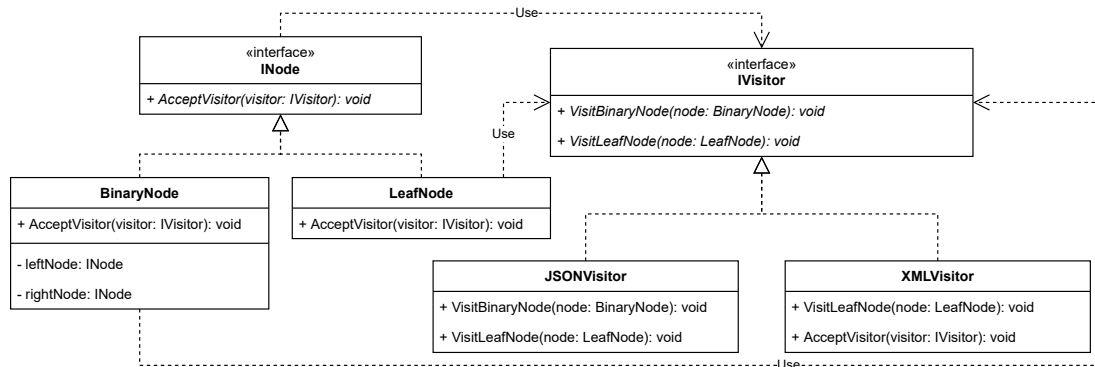 Use
«interface»
INode
+ AcceptVisitor(visitor: IVisitor): void
«interface»
IVisitor
+ VisitBinaryNode(node: BinaryNode): void
+ VisitLeafNode(node: LeafNode): void
Use
BinaryNode
+ AcceptVisitor(visitor: IVisitor): void
- leftNode: INode
- rightNode: INode
LeafNode
+ AcceptVisitor(visitor: IVisitor): void
JSONVisitor
+ VisitBinaryNode(node: BinaryNode): void
+ VisitLeafNode(node: LeafNode): void
XMLVisitor
+ VisitLeafNode(node: LeafNode): void
+ AcceptVisitor(visitor: IVisitor): void
Use